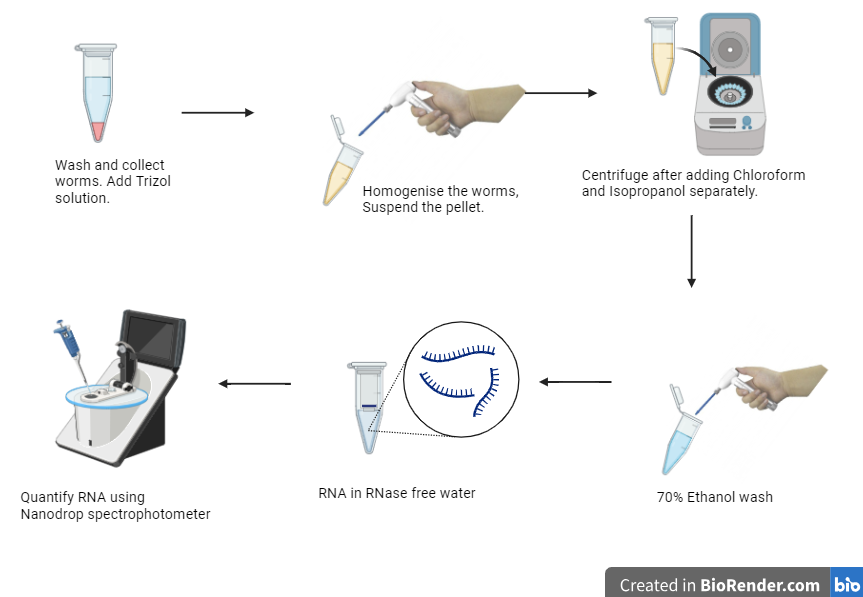 Wash and collect
worms. Add Trizol
solution.
Homogenise the worms,
Suspend the pellet.
Centrifuge after adding Chloroform
and Isopropanol separately.
70% Ethanol wash
RNA in RNase free water
Quantify RNA using
Nanodrop spectrophotometer
Created in BioRender.com bio